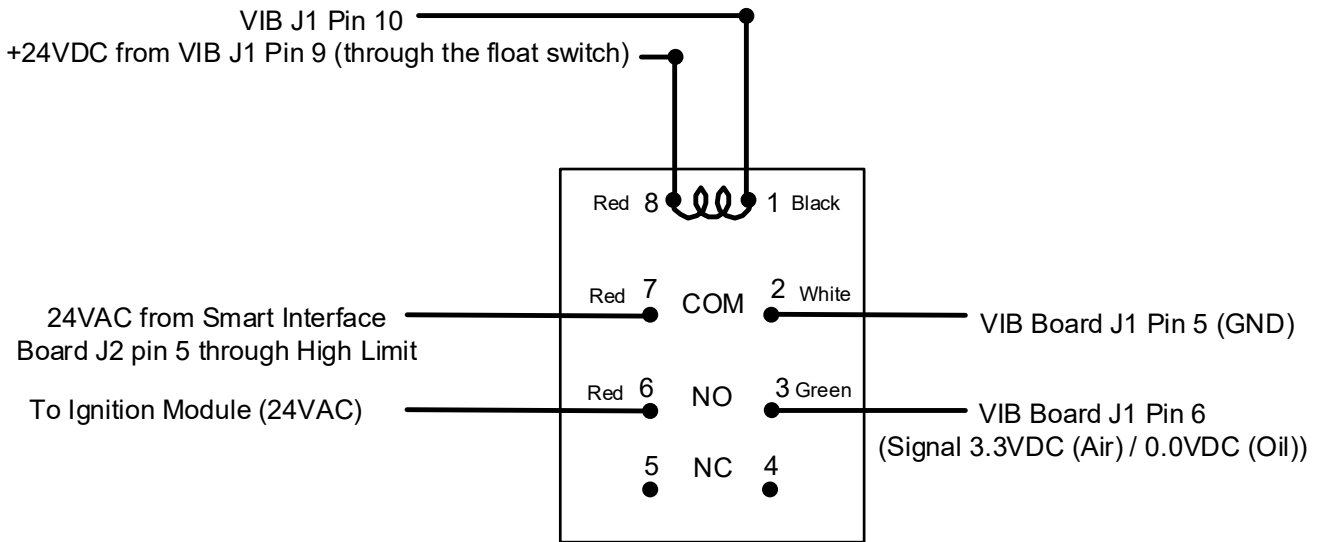 VIB J1 Pin 10
+24VDC from VIB J1 Pin 9 (through the float switch)
Red 8 1 Black
Red 7 COM 2 White
24VAC from Smart Interface
Board J2 pin 5 through High Limit
VIB Board J1 Pin 5 (GND)
Red 6 NO 3 Green
To Ignition Module (24VAC)
VIB Board J1 Pin 6
(Signal 3.3VDC (Air) / 0.0VDC (Oil))
5 NC 4